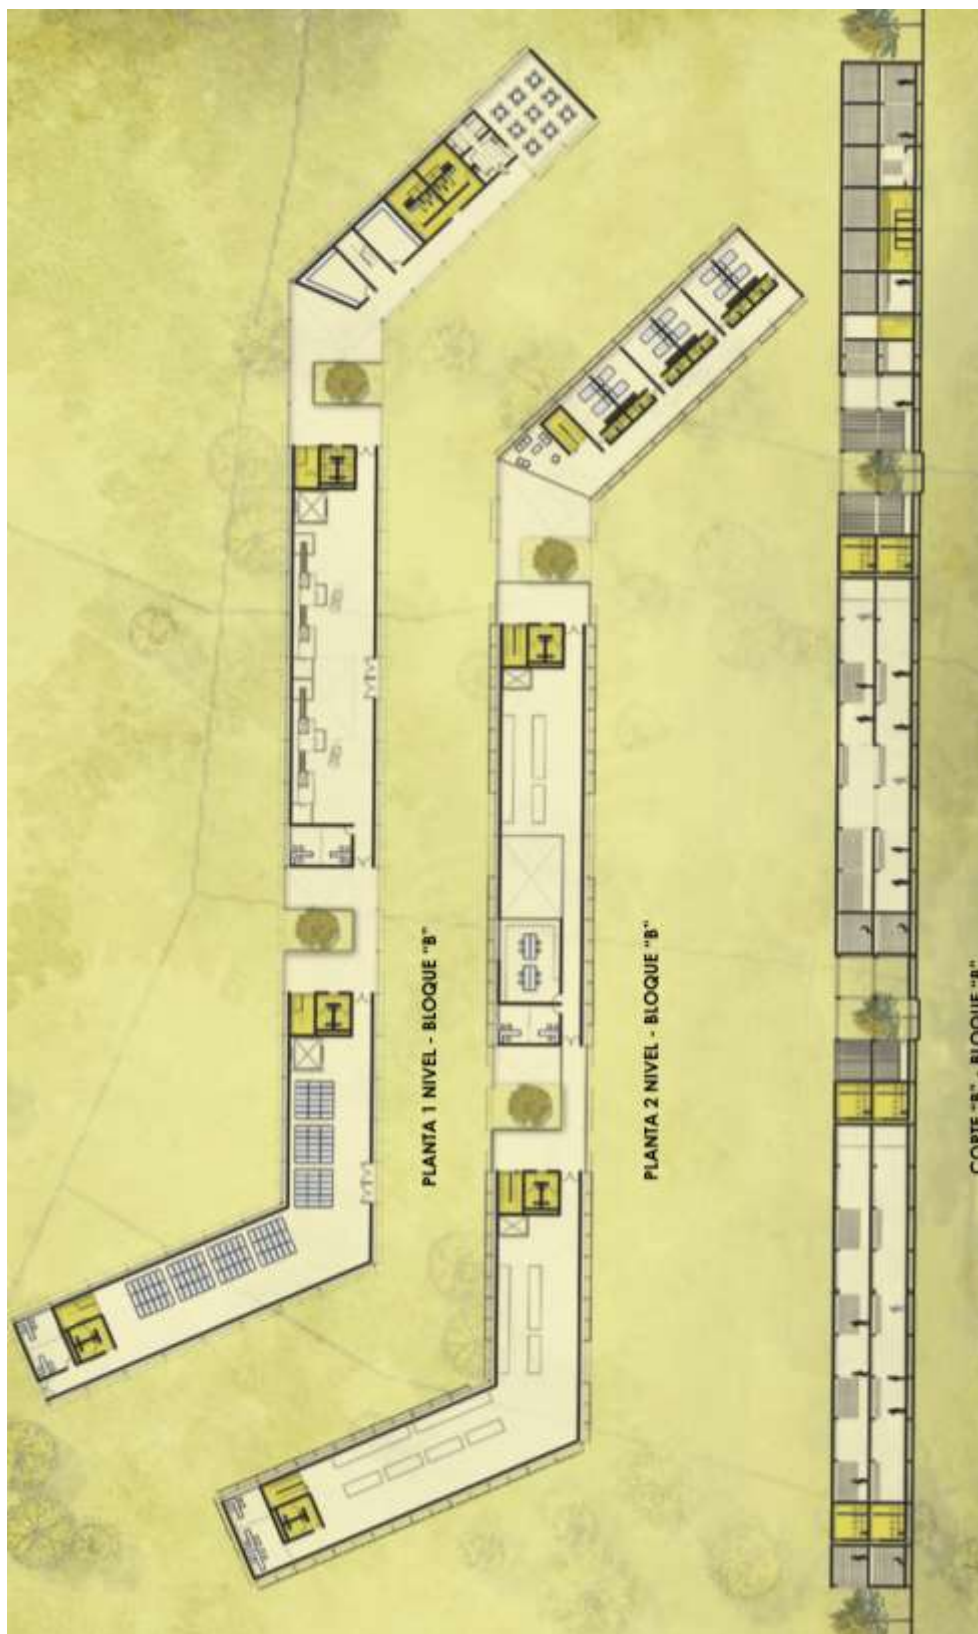 PLANTA 1 NIVEL - BLOQUE "B"
PLANTA 2 NIVEL - BLOQUE "B"
CORTE "B" - BLOQUE "B"